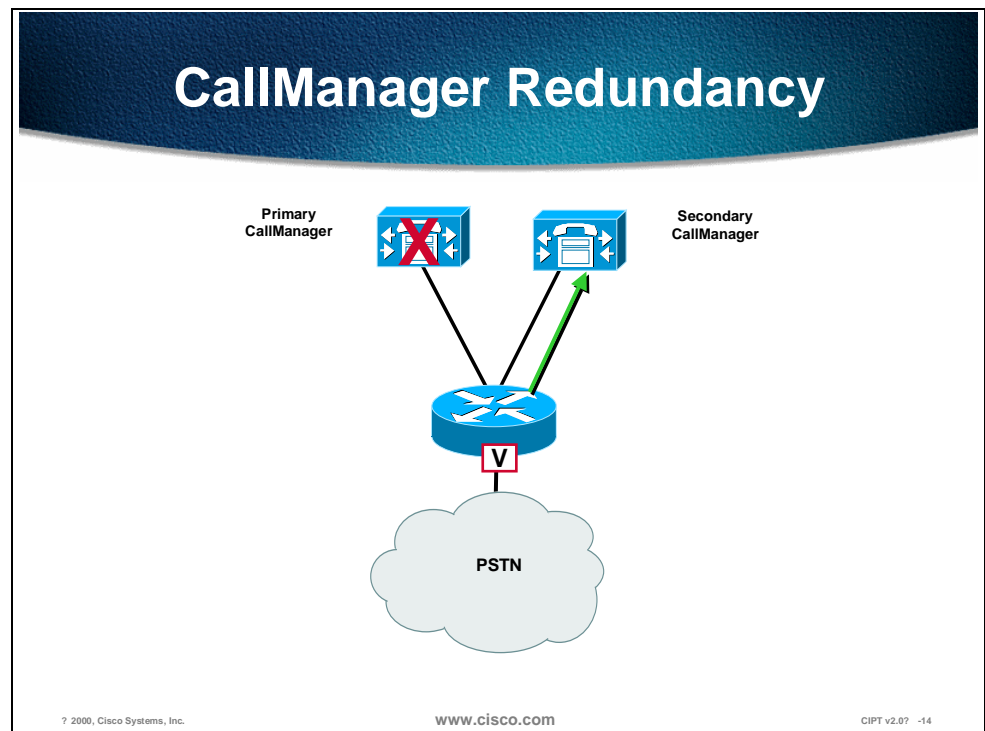 CallManager Redundancy
Primary
CallManager
Secondary
CallManager
X
V
PSTN
? 2000, Cisco Systems, Inc.
www.cisco.com
CIPT v2.0? -14